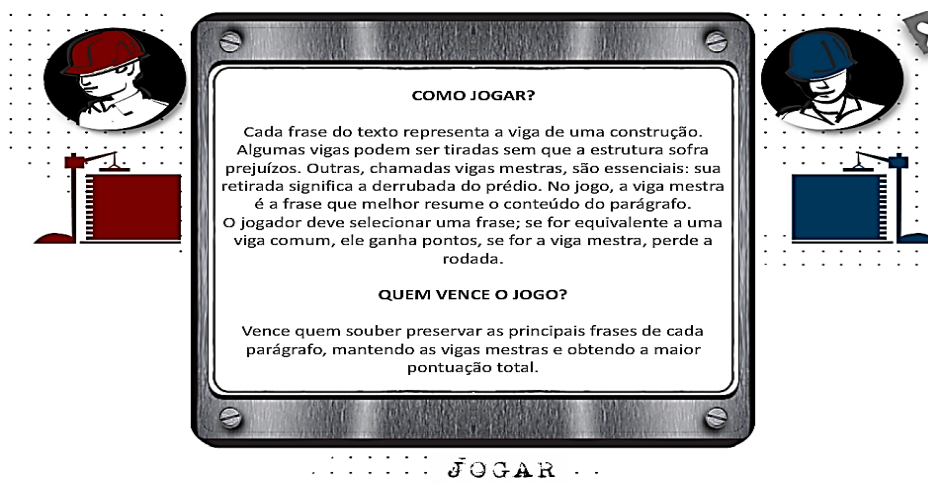 COMO JOGAR?
Cada frase do texto representa a viga de uma construção.
Algumas vigas podem ser tiradas sem que a estrutura sofra
prejuízos. Outras, chamadas vigas mestras, são essenciais: sua
retirada significa a derrubada do prédio. No jogo, a viga mestra
é a frase que melhor resume o conteúdo do parágrafo.
O jogador deve selecionar uma frase; se for equivalente a uma
viga comum, ele ganha pontos, se for a viga mestra, perde a
rodada.
QUEM VENCE O JOGO?
Vence quem souber preservar as principais frases de cada
parágrafo, mantendo as vigas mestras e obtendo a maior
pontuação total.
JOGAR